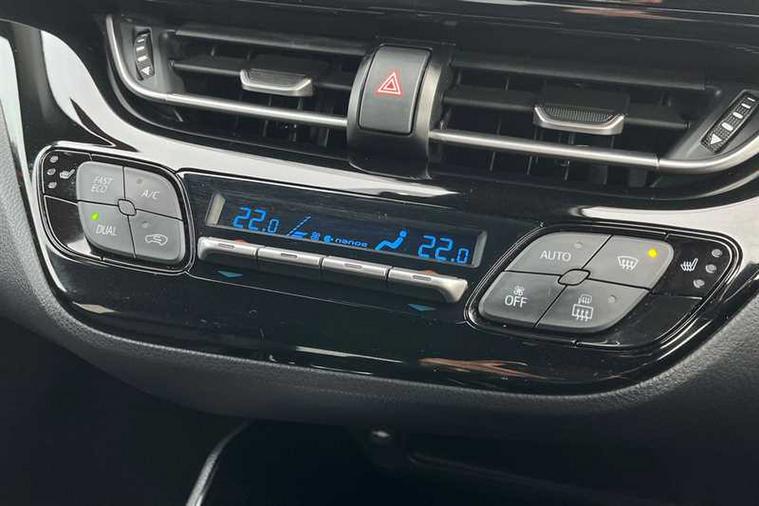 FAST
ECO
A/C
DUAL
22.0 nanoe 22.0
AUTO
OFF